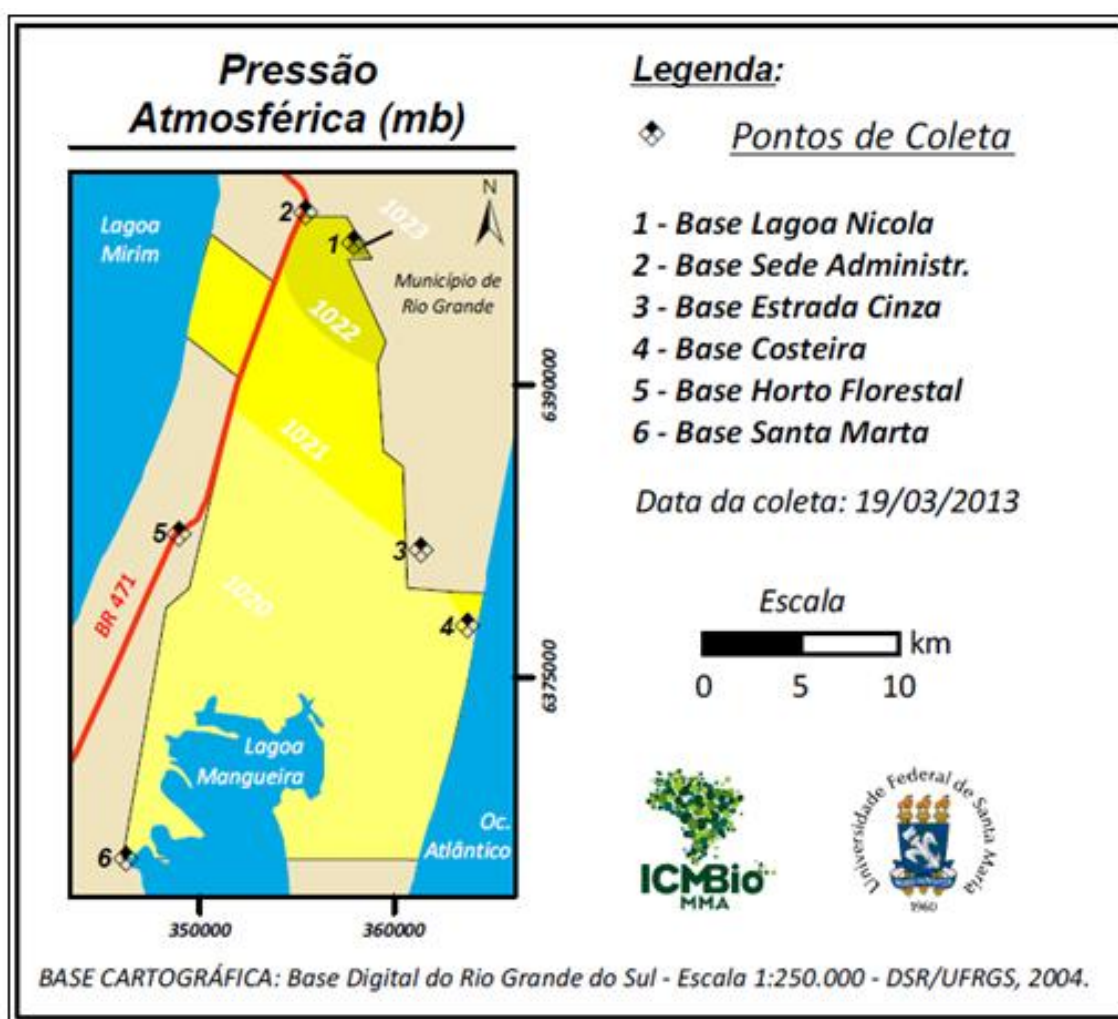 Pressão
Atmosférica (mb)
Legenda:
Pontos de Coleta
1 - Base Lagoa Nicola
2 - Base Sede Administr.
3 - Base Estrada Cinza
4 - Base Costeira
5 - Base Horto Florestal
6 - Base Santa Marta
Data da coleta: 19/03/2013
Escala
km
0 5 10
N
Lagoa
Mirim
2
1
1023
Município de
Rio Grande
1022
6390000
1021
3
5
BR 471
1020
4
6375000
Lagoa
Mangueira
Oc.
Atlântico
6
350000
360000
ICMBio
MMA
Universidade Federal de Santa Maria
1960
BASE CARTOGRÁFICA: Base Digital do Rio Grande do Sul - Escala 1:250.000 - DSR/UFRGS, 2004.